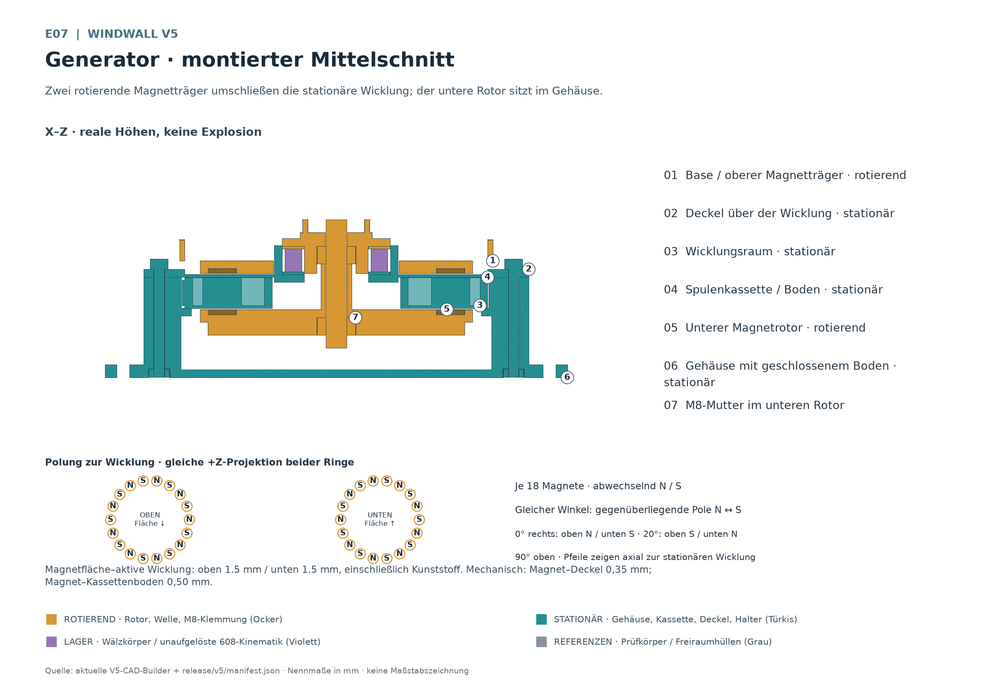 E07 | WINDWALL V5
Generator · montierter Mittelschnitt
Zwei rotierende Magnetträger umschließen die stationäre Wicklung; der untere Rotor sitzt im Gehäuse.
X–Z · reale Höhen, keine Explosion
1
2
4
3
5
7
6
01 Base / oberer Magnetträger · rotierend
02 Deckel über der Wicklung · stationär
03 Wicklungsraum · stationär
04 Spulenkassette / Boden · stationär
05 Unterer Magnetrotor · rotierend
06 Gehäuse mit geschlossenem Boden ·
stationär
07 M8-Mutter im unteren Rotor
Polung zur Wicklung · gleiche +Z-Projektion beider Ringe
N S N S N S N S N S N S N S N S N S
OBEN
Fläche ↓
S N S N S N S N S N S N S N S N S N
UNTEN
Fläche ↑
Je 18 Magnete · abwechselnd N / S
Gleicher Winkel: gegenüberliegende Pole N ↔ S
0° rechts: oben N / unten S · 20°: oben S / unten N
90° oben · Pfeile zeigen axial zur stationären Wicklung
Magnetfläche–aktive Wicklung: oben 1.5 mm / unten 1.5 mm, einschließlich Kunststoff. Mechanisch: Magnet–Deckel 0,35 mm;
Magnet–Kassettenboden 0,50 mm.
ROTIEREND · Rotor, Welle, M8-Klemmung (Ocker)
STATIONÄR · Gehäuse, Kassette, Deckel, Halter (Türkis)
LAGER · Wälzkörper / unaufgelöste 608-Kinematik (Violett)
REFERENZEN · Prüfkörper / Freiraumhüllen (Grau)
Quelle: aktuelle V5-CAD-Builder + release/v5/manifest.json · Nennmaße in mm · keine Maßstabszeichnung